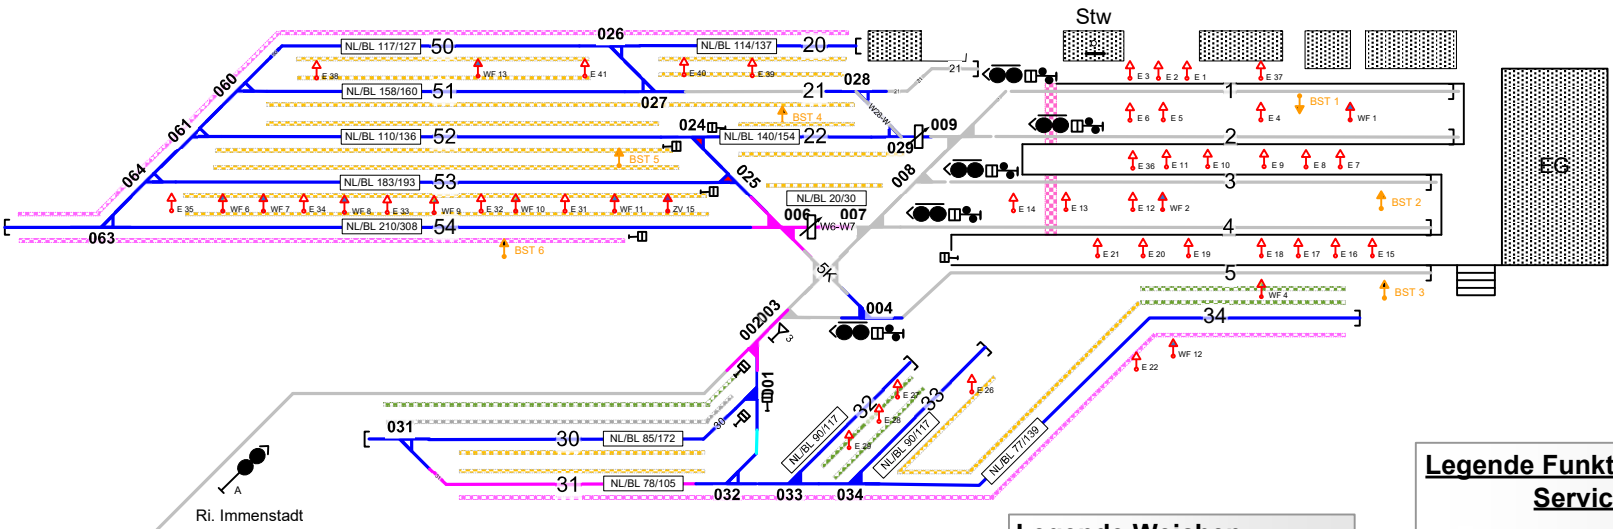 Stw
026
NL/BL 117/127 50
NL/BL 114/137 20
E 38
WF 13
E 41
E 40
E 39
21
E 3
E 2
E 1
E 37
060
NL/BL 158/160 51
027
21
028
21
21
1
BST 1
061
BST 4
W28-W
009
E 6
E 5
E 4
WF 1
NL/BL 110/136 52
024
NL/BL 140/154 22
029
2
BST 5
EG
064
025
008
E 36
E 11
E 10
E 9
E 8
E 7
NL/BL 183/193 53
3
NL/BL 20/30
E 35
WF 6
WF 7
E 34
WF 8
E 33
WF 9
E 32
WF 10
E 31
WF 11
ZV 15
E 14
E 13
E 12
WF 2
BST 2
006
007
063
NL/BL 210/308 54
W6-W7
4
BST 6
E 21
E 20
E 19
E 18
E 17
E 16
E 15
5K
5
WF 4
BST 3
003
004
34
002
3
WF 12
E 22
001
32
33
E 27
E 26
E 28
30
031
30
NL/BL 85/172
E 29
NL/BL 90/117
NL/BL 90/117
NL/BL 77/139
A
31
NL/BL 78/105
032
033
034
Ri. Immenstadt
Legende Weichen
Legende Funkt
Servic